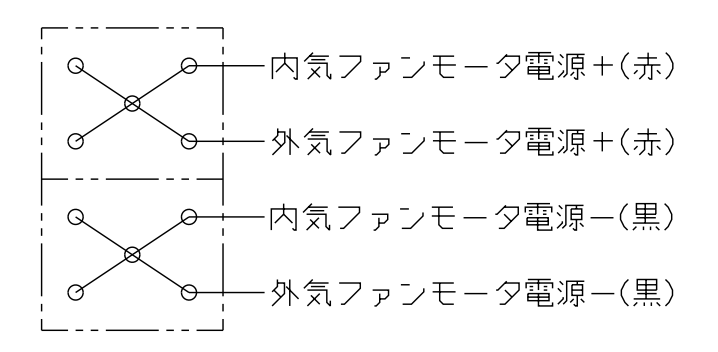 内気ファンモータ電源＋(赤)
外気ファンモータ電源＋(赤)
内気ファンモータ電源－(黒)
外気ファンモータ電源－(黒)